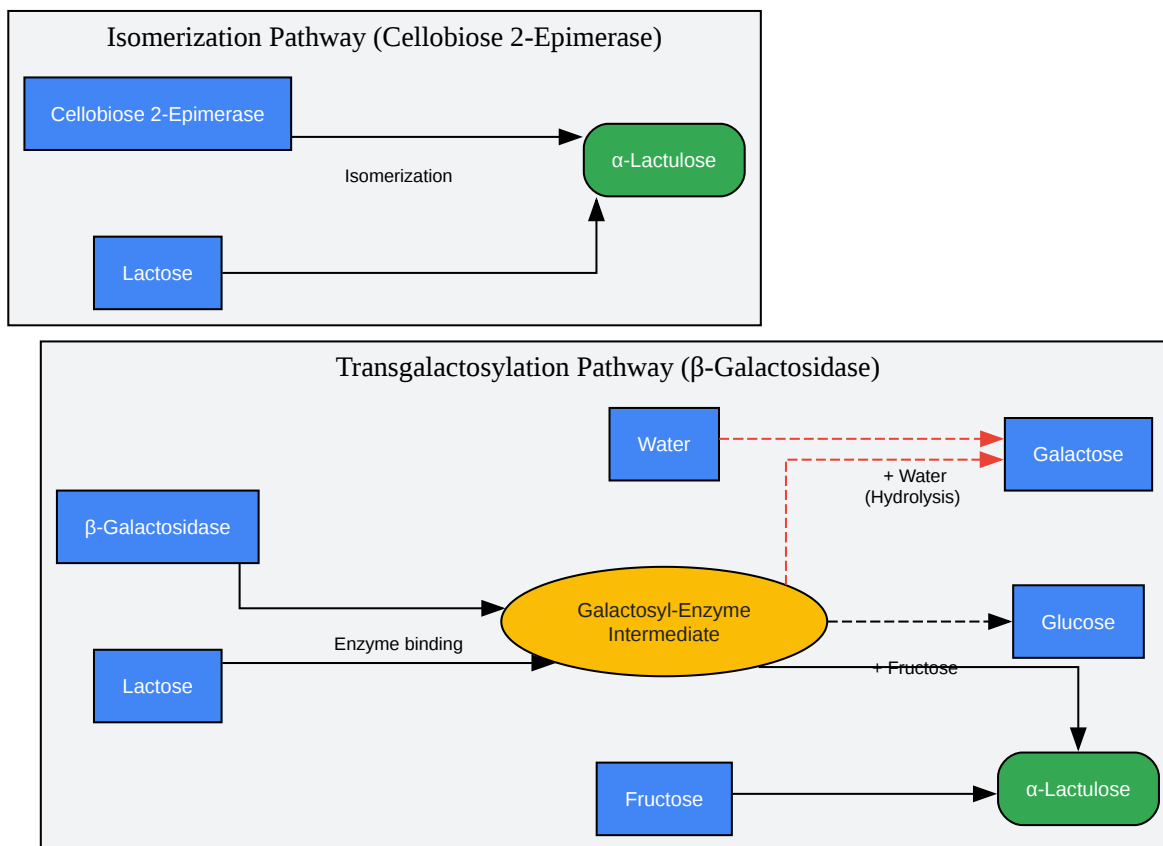 Isomerization Pathway (Cellobiose 2-Epimerase)
Cellobiose 2-Epimerase
α-Lactulose
Isomerization
Lactose
Transgalactosylation Pathway (β-Galactosidase)
Water
Galactose
+ Water
(Hydrolysis)
β-Galactosidase
Galactosyl-Enzyme
Intermediate
Glucose
Enzyme binding
Lactose
+ Fructose
Fructose
α-Lactulose